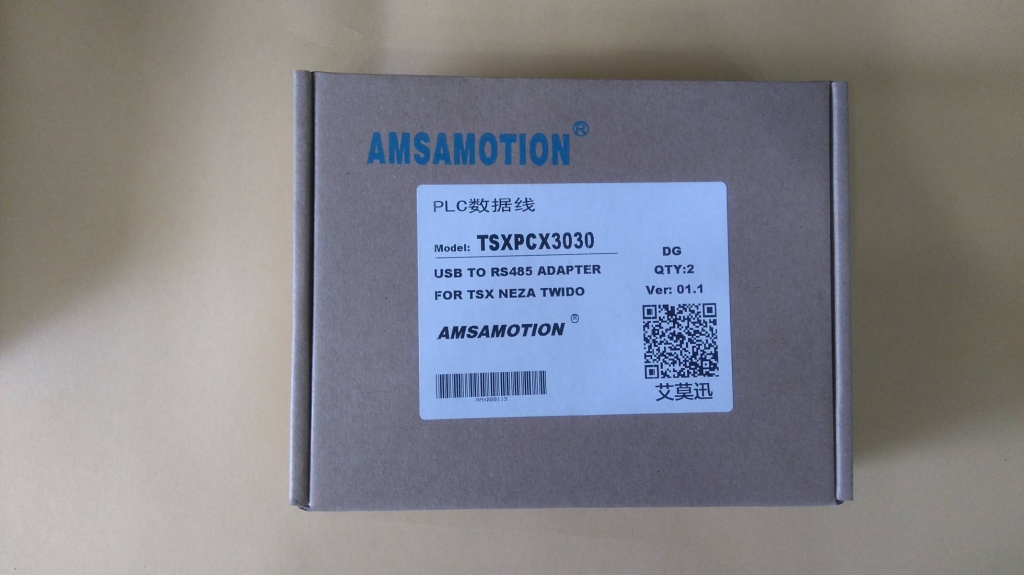 AMSAMOTION®
PLC数据线
Model: TSXPCX3030
USB TO RS485 ADAPTER
FOR TSX NEZA TWIDO
AMSAMOTION®
DG
QTY:2
Ver: 01.1
艾莫迅